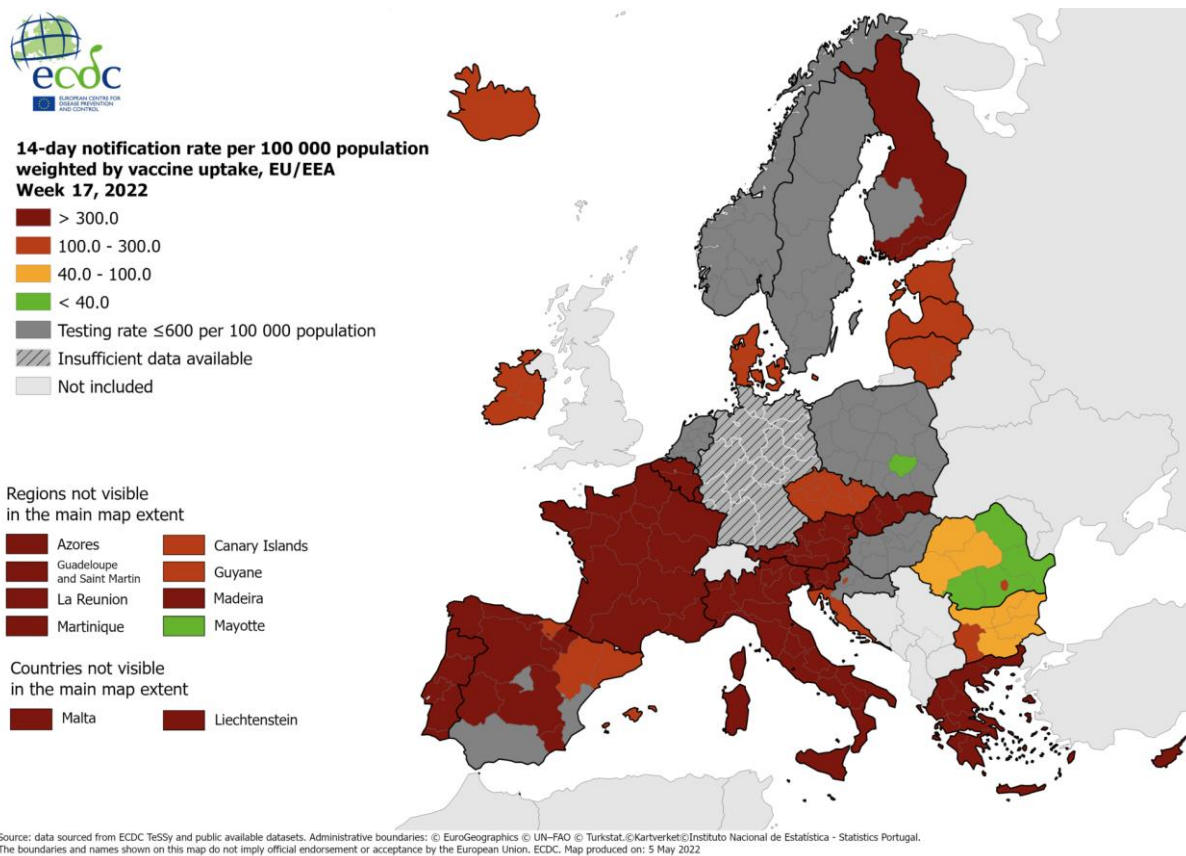 ecdc
EUROPEAN CENTRE FOR
DISEASE PREVENTION
AND CONTROL
14-day notification rate per 100 000 population
weighted by vaccine uptake, EU/EEA
Week 17, 2022
> 300.0
100.0 - 300.0
40.0 - 100.0
< 40.0
Testing rate ≤600 per 100 000 population
Insufficient data available
Not included
Regions not visible
in the main map extent
Azores
Canary Islands
Guadeloupe
and Saint Martin
Guyane
La Reunion
Madeira
Martinique
Mayotte
Countries not visible
in the main map extent
Malta
Liechtenstein
Source: data sourced from ECDC TeSSy and public available datasets. Administrative boundaries: © EuroGeographics © UN–FAO © Turkstat.©Kartverket©Instituto Nacional de Estatística - Statistics Portugal.
The boundaries and names shown on this map do not imply official endorsement or acceptance by the European Union. ECDC. Map produced on: 5 May 2022